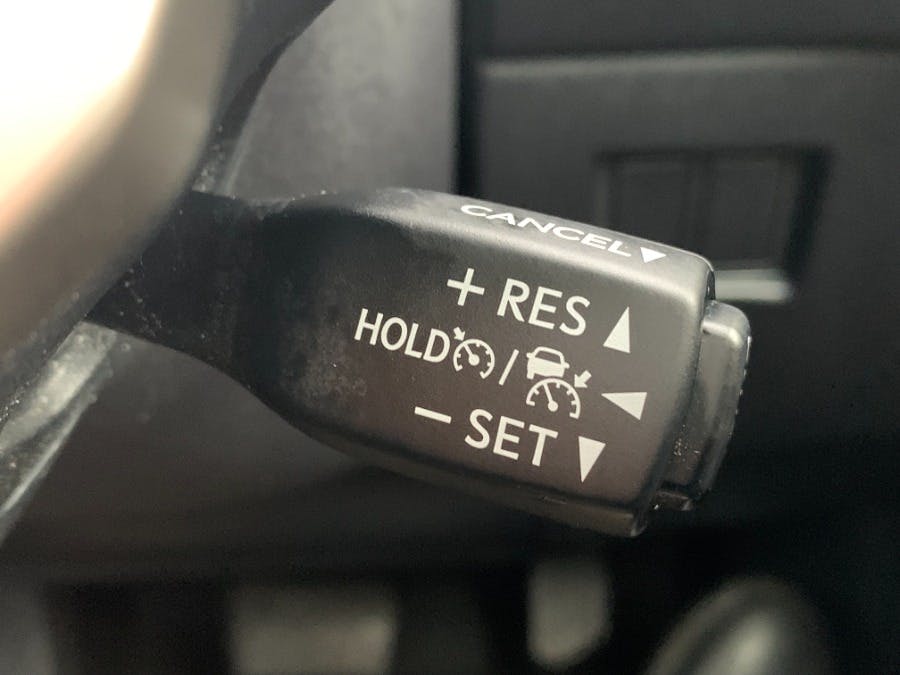 CANCEL
+ RES
HOLD /
− SET